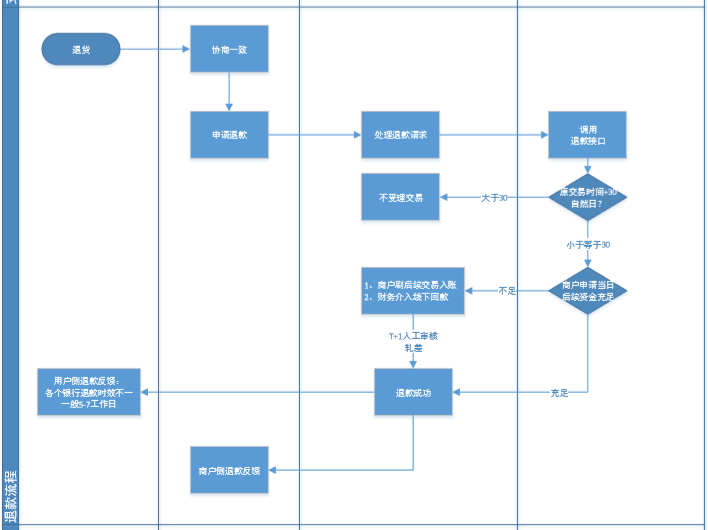 退货
协商一致
申请退款
处理退款请求
调用
退款接口
不受理交易
大于30
原交易时间+30
自然日？
小于等于30
1、商户刷后续交易入账
2、财务介入线下回款
不足
商户申请当日
后续资金充足
T+1人工审核
轧差
用户侧退款反馈：
各个银行退款时效不一
一般5-7工作日
退款成功
充足
商户侧退款反馈
退款流程